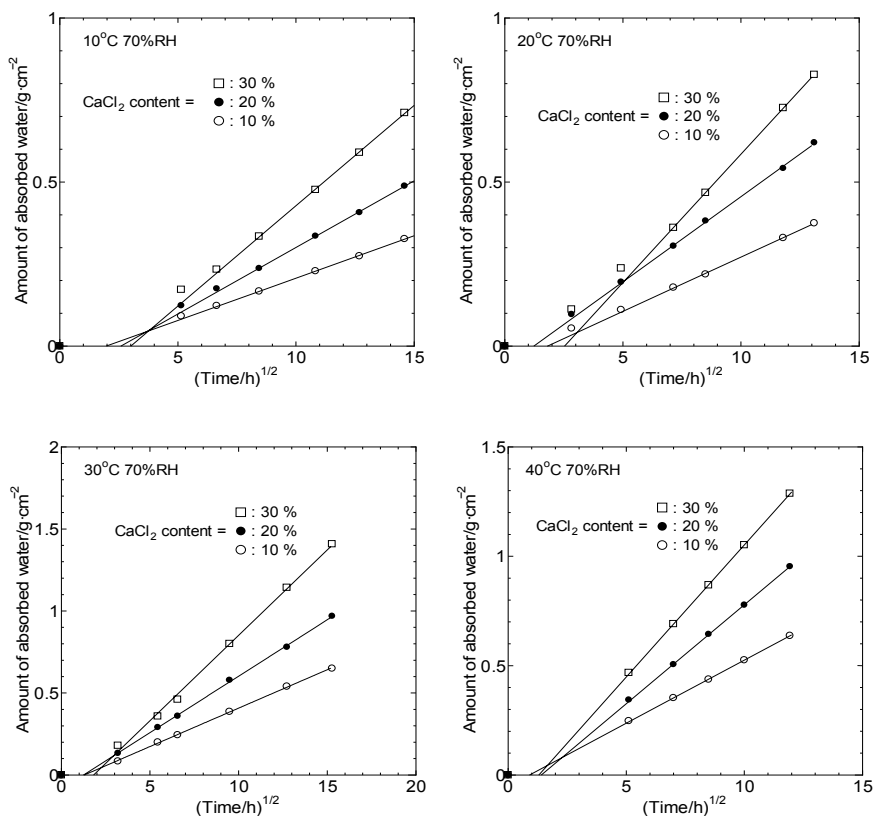 10°C 70%RH
CaCl₂ content =
□ : 30 %
● : 20 %
○ : 10 %
Amount of absorbed water/g·cm⁻²
1
0.5
0
0 5 10 15
(Time/h)^1/2
20°C 70%RH
CaCl₂ content =
□ : 30 %
● : 20 %
○ : 10 %
Amount of absorbed water/g·cm⁻²
1
0.5
0
0 5 10 15
(Time/h)^1/2
30°C 70%RH
CaCl₂ content =
□ : 30 %
● : 20 %
○ : 10 %
Amount of absorbed water/g·cm⁻²
2
1.5
1
0.5
0
0 5 10 15 20
(Time/h)^1/2
40°C 70%RH
CaCl₂ content =
□ : 30 %
● : 20 %
○ : 10 %
Amount of absorbed water/g·cm⁻²
1.5
1
0.5
0
0 5 10 15
(Time/h)^1/2